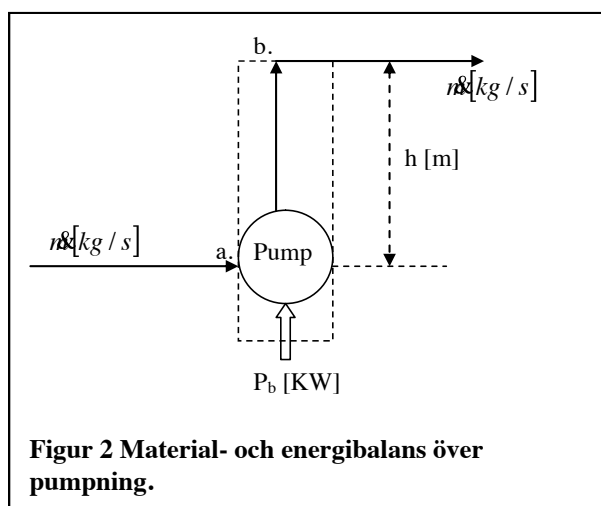 b.
m&[kg / s]
h [m]
m&[kg / s]
a.
Pump
P_b [KW]
Figur 2 Material- och energibalans över
pumpning.